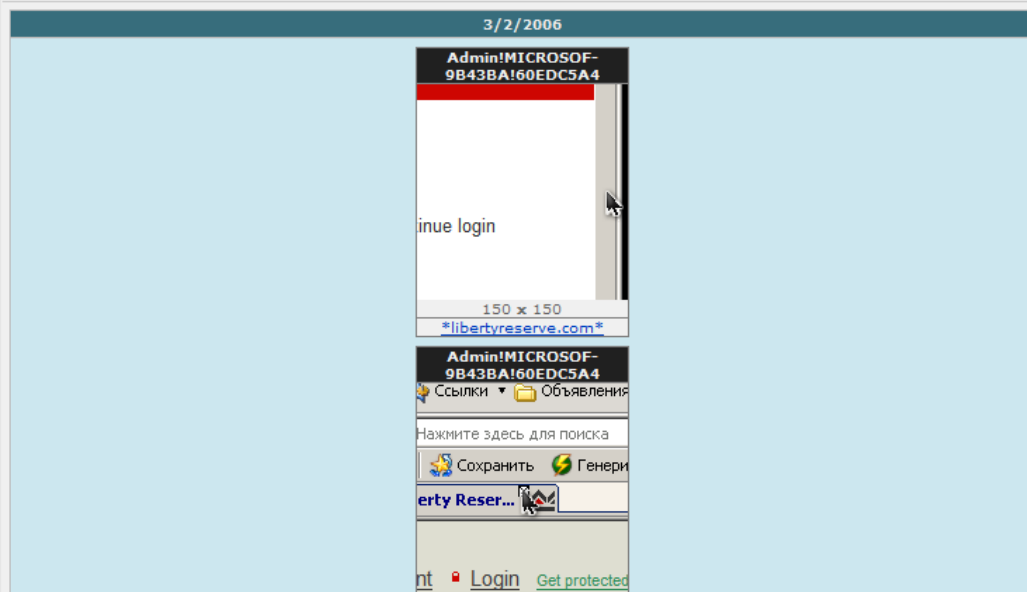 3/2/2006
Admin!MICROSOF-
9B43BA!60EDC5A4
inue login
150 x 150
*libertyreserve.com*
Admin!MICROSOF-
9B43BA!60EDC5A4
Ссылки Объявления
Нажмите здесь для поиска
Сохранить Генери
erty Reser...
nt Login Get protected